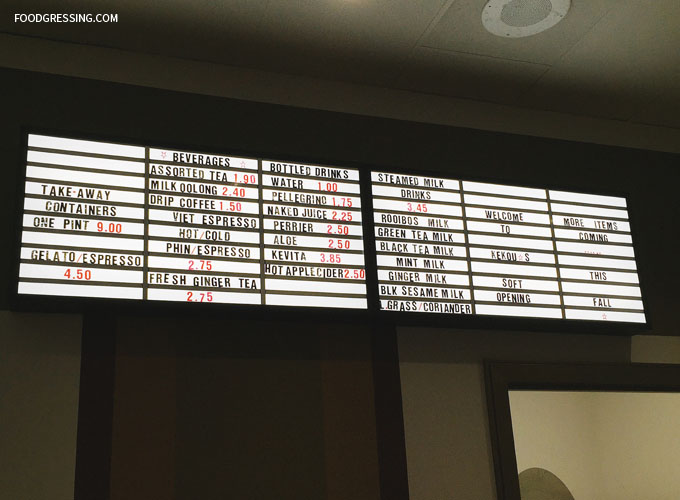 FOODGRESSING.COM
TAKE-AWAY
CONTAINERS
ONE PINT 9.00
GELATO/ESPRESSO
4.50
BEVERAGES
ASSORTED TEA 1.90
MILK OOLONG 2.40
DRIP COFFEE 1.50
VIET ESPRESSO
HOT/COLD
PHIN/ESPRESSO
2.75
FRESH GINGER TEA
2.75
BOTTLED DRINKS
WATER 1.00
PELLEGRINO 1.75
NAKED JUICE 2.25
PERRIER 2.50
ALOE 2.50
KEVITA 3.85
HOT APPLECIDER 2.50
STEAMED MILK
DRINKS
3.45
ROOIBOS MILK
GREEN TEA MILK
BLACK TEA MILK
MINT MILK
GINGER MILK
BLK SESAME MILK
L.GRASS/CORIANDER
WELCOME
TO
KEKOU☆S
SOFT
OPENING
MORE ITEMS
COMING
THIS
FALL